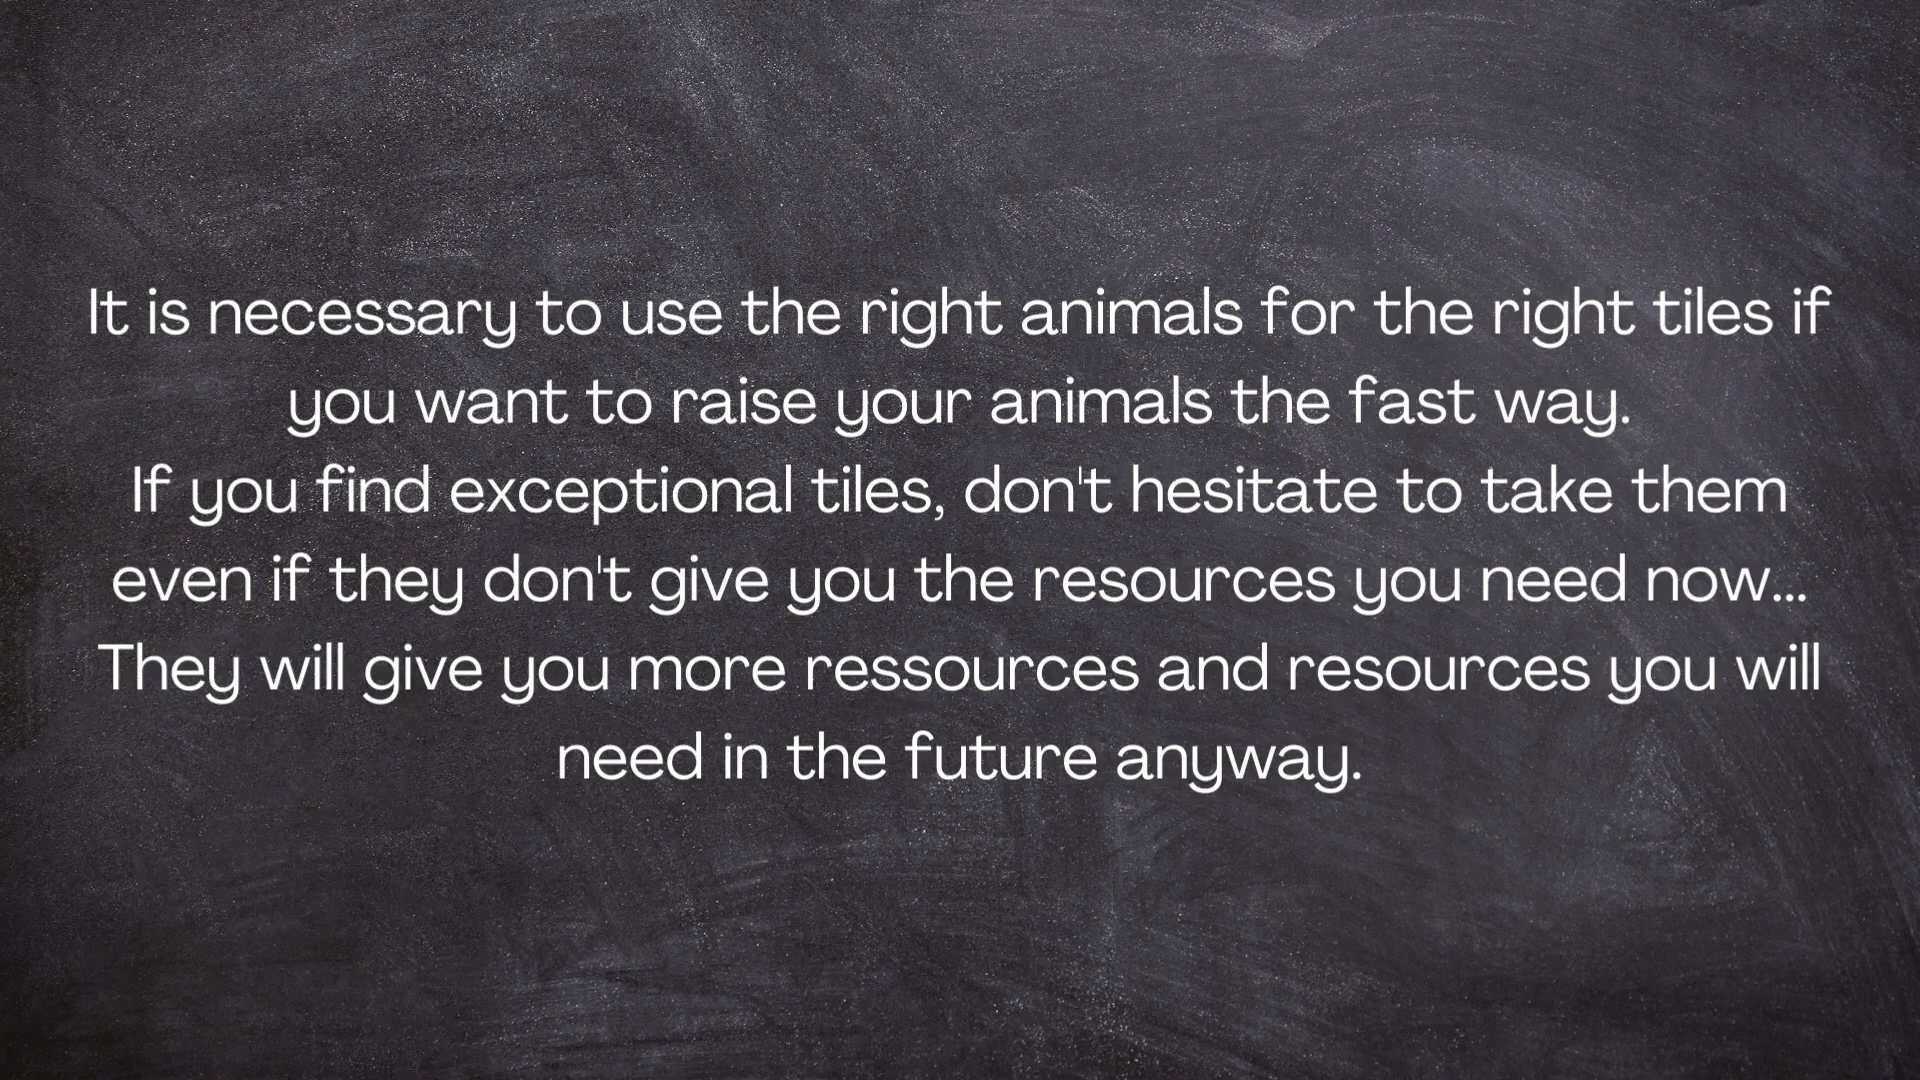 It is necessary to use the right animals for the right tiles if
you want to raise your animals the fast way.
If you find exceptional tiles, don't hesitate to take them
even if they don't give you the resources you need now...
They will give you more ressources and resources you will
need in the future anyway.